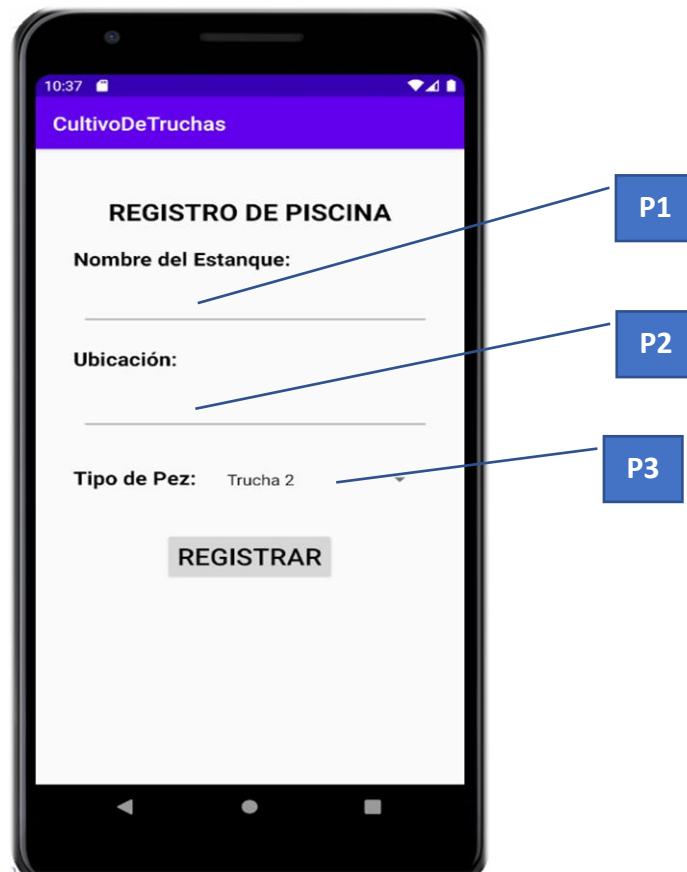 10:37
CultivoDeTruchas
REGISTRO DE PISCINA
Nombre del Estanque:
P1
Ubicación:
P2
Tipo de Pez: Trucha 2
P3
REGISTRAR